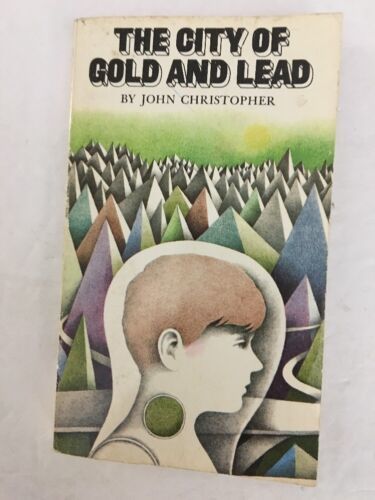 THE CITY OF
GOLD AND LEAD
BY JOHN CHRISTOPHER